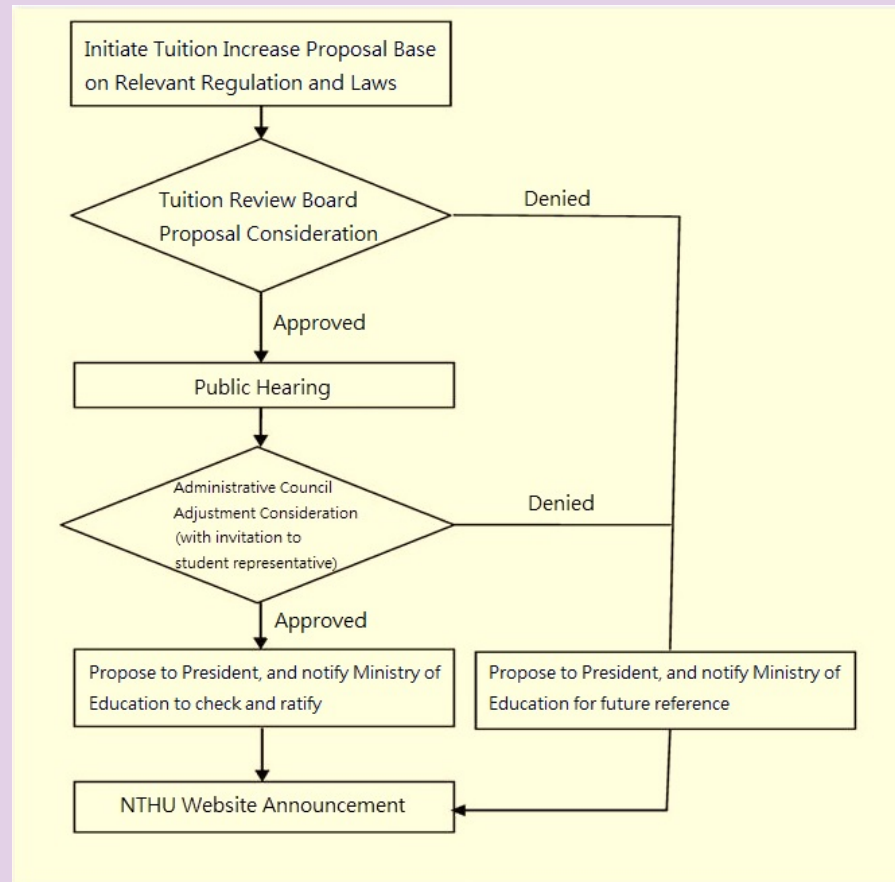 Initiate Tuition Increase Proposal Base
on Relevant Regulation and Laws
Tuition Review Board
Proposal Consideration
Denied
Approved
Public Hearing
Administrative Council
Adjustment Consideration
(with invitation to
student representative)
Denied
Approved
Propose to President, and notify Ministry of
Education to check and ratify
Propose to President, and notify Ministry of
Education for future reference
NTHU Website Announcement